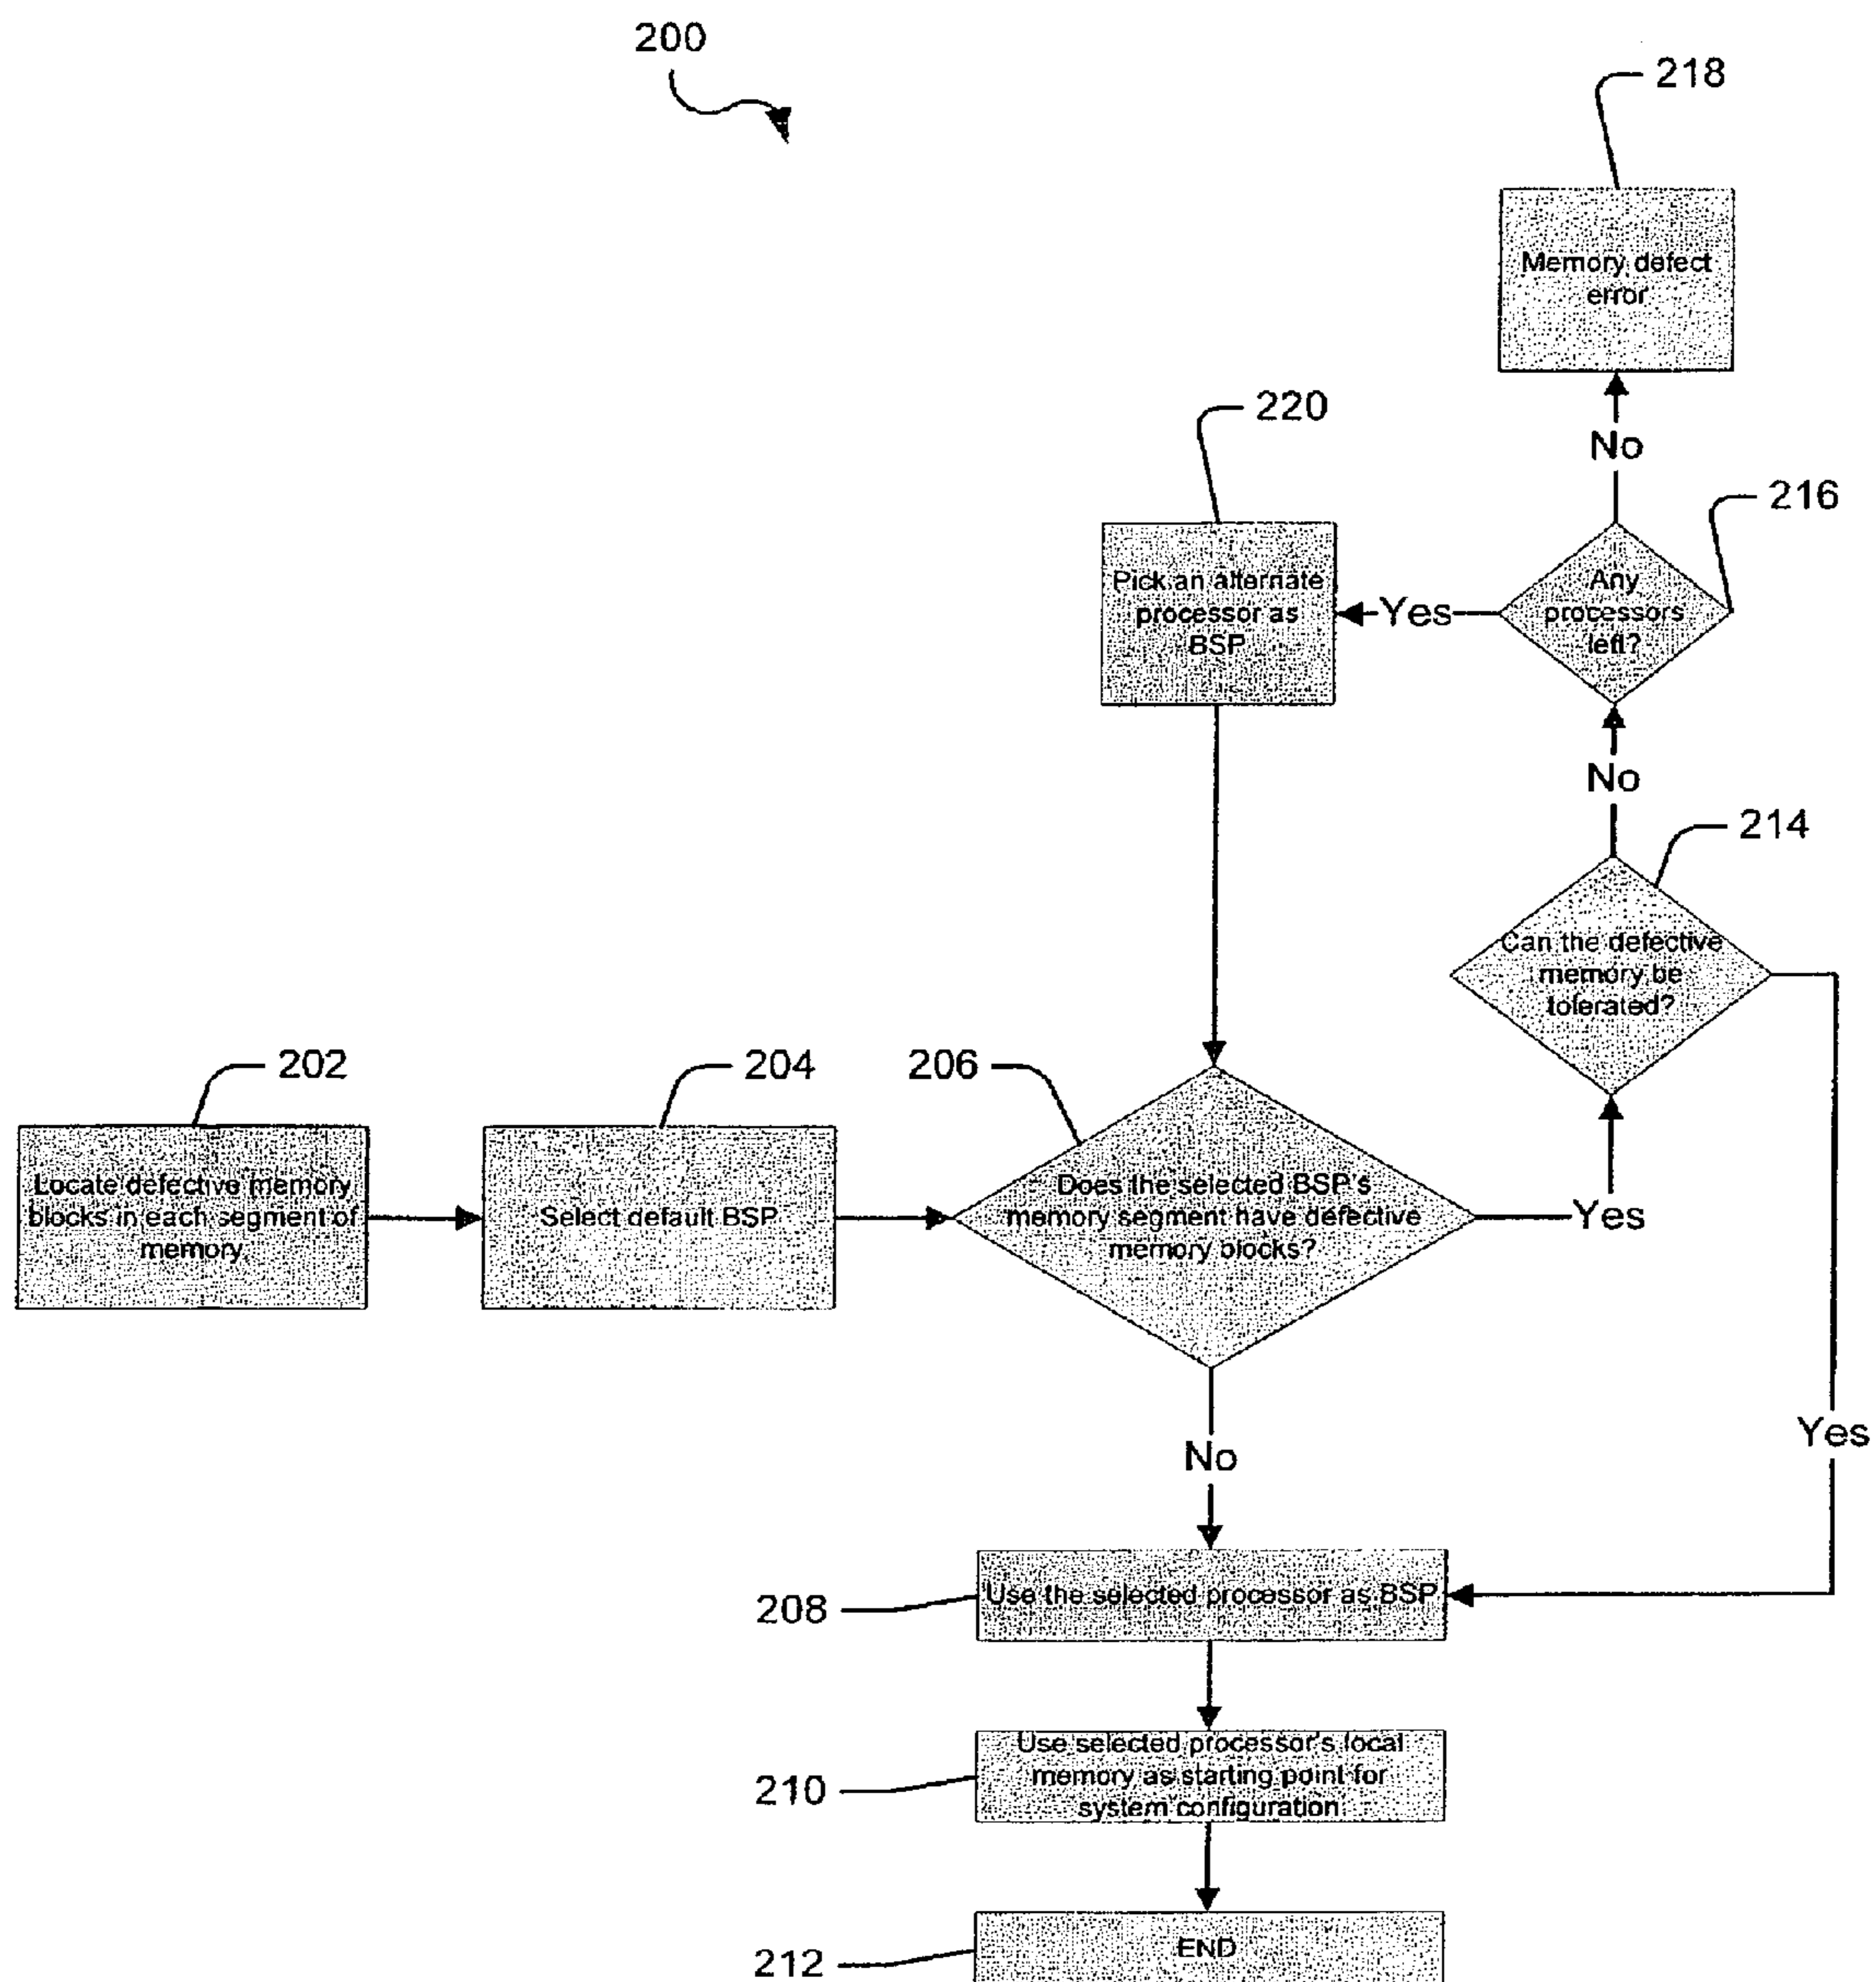 200
218
Memory defect
error
220
No
216
Pick an alternate
processor as
BSP
Yes
Any
processors
left?
No
214
Can the defective
memory be
tolerated?
202
204
206
Locate defective memory
blocks in each segment of
memory
Select default BSP
Does the selected BSP's
memory segment have defective
memory blocks?
Yes
Yes
No
208
Use the selected processor as BSP
210
Use selected processor's local
memory as starting point for
system configuration
212
END